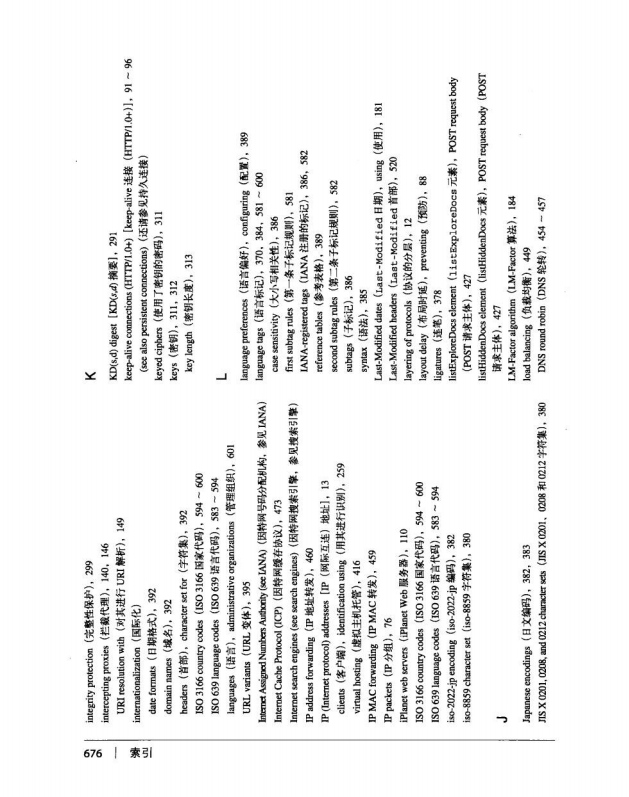 676 | 索引
integrity protection（完整性保护），299
intercepting proxies（拦截代理），140，146
URI resolution with（对其进行 URI 解析），149
internationalization（国际化）
date formats（日期格式），392
domain names（域名），392
headers（首部），character set for（字符集），392
ISO 3166 country codes（ISO 3166 国家代码），594 ~ 600
ISO 639 language codes（ISO 639 语言代码），583 ~ 594
languages（语言），administrative organizations（管理组织），601
URL variants（URL 变体），395
Internet Assigned Numbers Authority (see IANA)（因特网号码分配机构，参见 IANA）
Internet Cache Protocol (ICP)（因特网缓存协议），473
Internet search engines (see search engines)（因特网搜索引擎，参见搜索引擎）
IP address forwarding（IP 地址转发），460
IP (Internet protocol) addresses [IP（网际互连）地址]，13
clients（客户端），identification using（用其进行识别），259
virtual hosting（虚拟主机托管），416
IP MAC forwarding（IP MAC 转发），459
IP packets（IP 分组），76
iPlanet web servers（iPlanet Web 服务器），110
ISO 3166 country codes（ISO 3166 国家代码），594 ~ 600
ISO 639 language codes（ISO 639 语言代码），583 ~ 594
iso-2022-jp encoding（iso-2022-jp 编码），382
iso-8859 character set（iso-8859 字符集），380
J
Japanese encodings（日文编码），382，383
JIS X 0201, 0208, and 0212 character sets（JIS X 0201、0208 和 0212 字符集），380
K
KD(s,d) digest [KD(s,d) 摘要]，291
keep-alive connections (HTTP/1.0+) [keep-alive 连接（HTTP/1.0+）]，91 ~ 96
(see also persistent connections)（还请参见持久连接）
keyed ciphers（使用了密钥的密码），311
keys（密钥），311，312
key length（密钥长度），313
L
language preferences（语言偏好），configuring（配置），389
language tags（语言标记），370，384，581 ~ 600
case sensitivity（大小写相关性），386
first subtag rules（第一条子标记规则），581
IANA-registered tags（IANA 注册的标记），386，582
reference tables（参考表格），389
second subtag rules（第二条子标记规则），582
subtags（子标记），386
syntax（语法），385
Last-Modified dates（Last-Modified 日期），using（使用），181
Last-Modified headers（Last-Modified 首部），520
layering of protocols（协议的分层），12
layout delay（布局时延），preventing（预防），88
ligatures（连笔），378
listExploreDocs element（listExploreDocs 元素），POST request body
（POST 请求主体），427
listHiddenDocs element（listHiddenDocs 元素），POST request body（POST
请求主体），427
LM-Factor algorithm（LM-Factor 算法），184
load balancing（负载均衡），449
DNS round robin（DNS 轮转），454 ~ 457